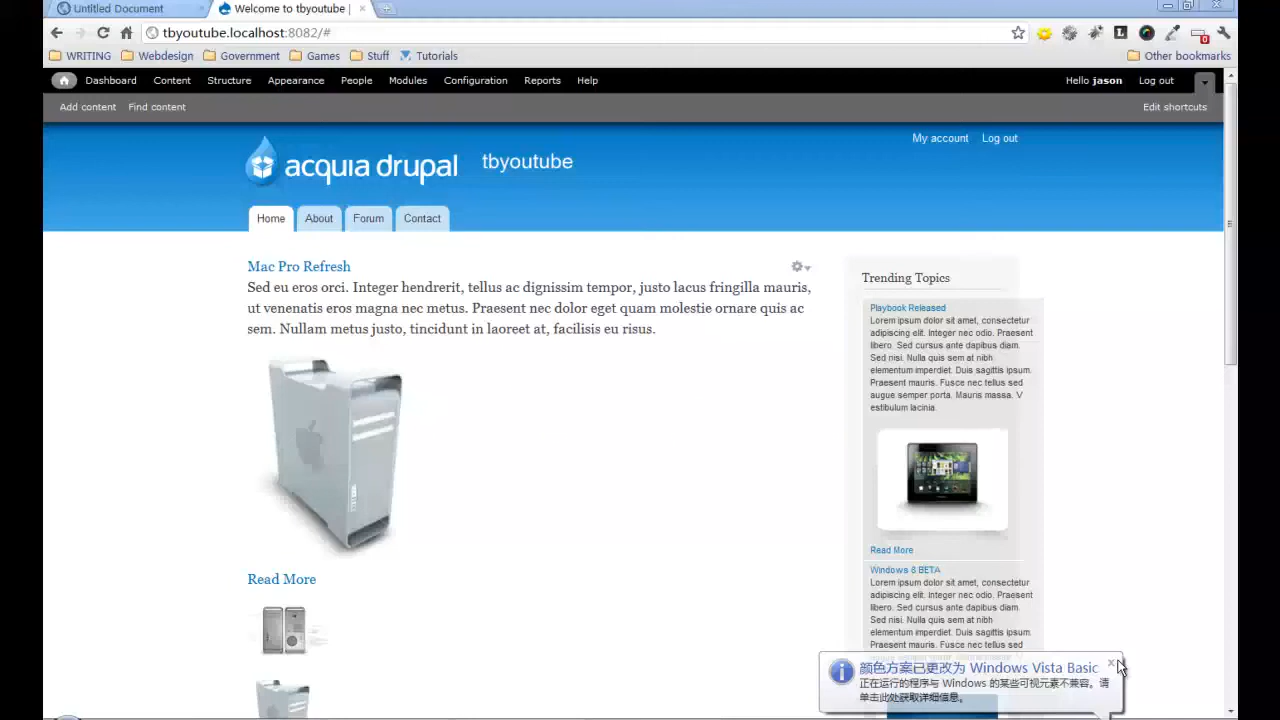 Untitled Document
Welcome to tbyoutube |
tbyoutube.localhost:8082/#
WRITING Webdesign Government Games Stuff Tutorials Other bookmarks
Dashboard Content Structure Appearance People Modules Configuration Reports Help Hello jason Log out
Add content Find content Edit shortcuts
My account Log out
acquia drupal tbyoutube
Home About Forum Contact
Mac Pro Refresh
Sed eu eros orci. Integer hendrerit, tellus ac dignissim tempor, justo lacus fringilla mauris,
ut venenatis eros magna nec metus. Praesent nec dolor eget quam molestie ornare quis ac
sem. Nullam metus justo, tincidunt in laoreet at, facilisis eu risus.
Read More
Trending Topics
Playbook Released
Lorem ipsum dolor sit amet, consectetur
adipiscing elit. Integer nec odio. Praesent
libero. Sed cursus ante dapibus diam.
Sed nisi. Nulla quis sem at nibh
elementum imperdiet. Duis sagittis ipsum.
Praesent mauris. Fusce nec tellus sed
augue semper porta. Mauris massa. V
estibulum lacinia.
Read More
Windows 8 BETA
Lorem ipsum dolor sit amet, consectetur
adipiscing elit. Integer nec odio. Praesent
libero. Sed cursus ante dapibus diam.
Sed nisi. Nulla quis sem at nibh
elementum imperdiet. Duis sagittis ipsum.
Praesent mauris. Fusce nec tellus sed
颜色方案已更改为 Windows Vista Basic
正在运行的程序与 Windows 的某些可视元素不兼容。请
单击此处获取详细信息。